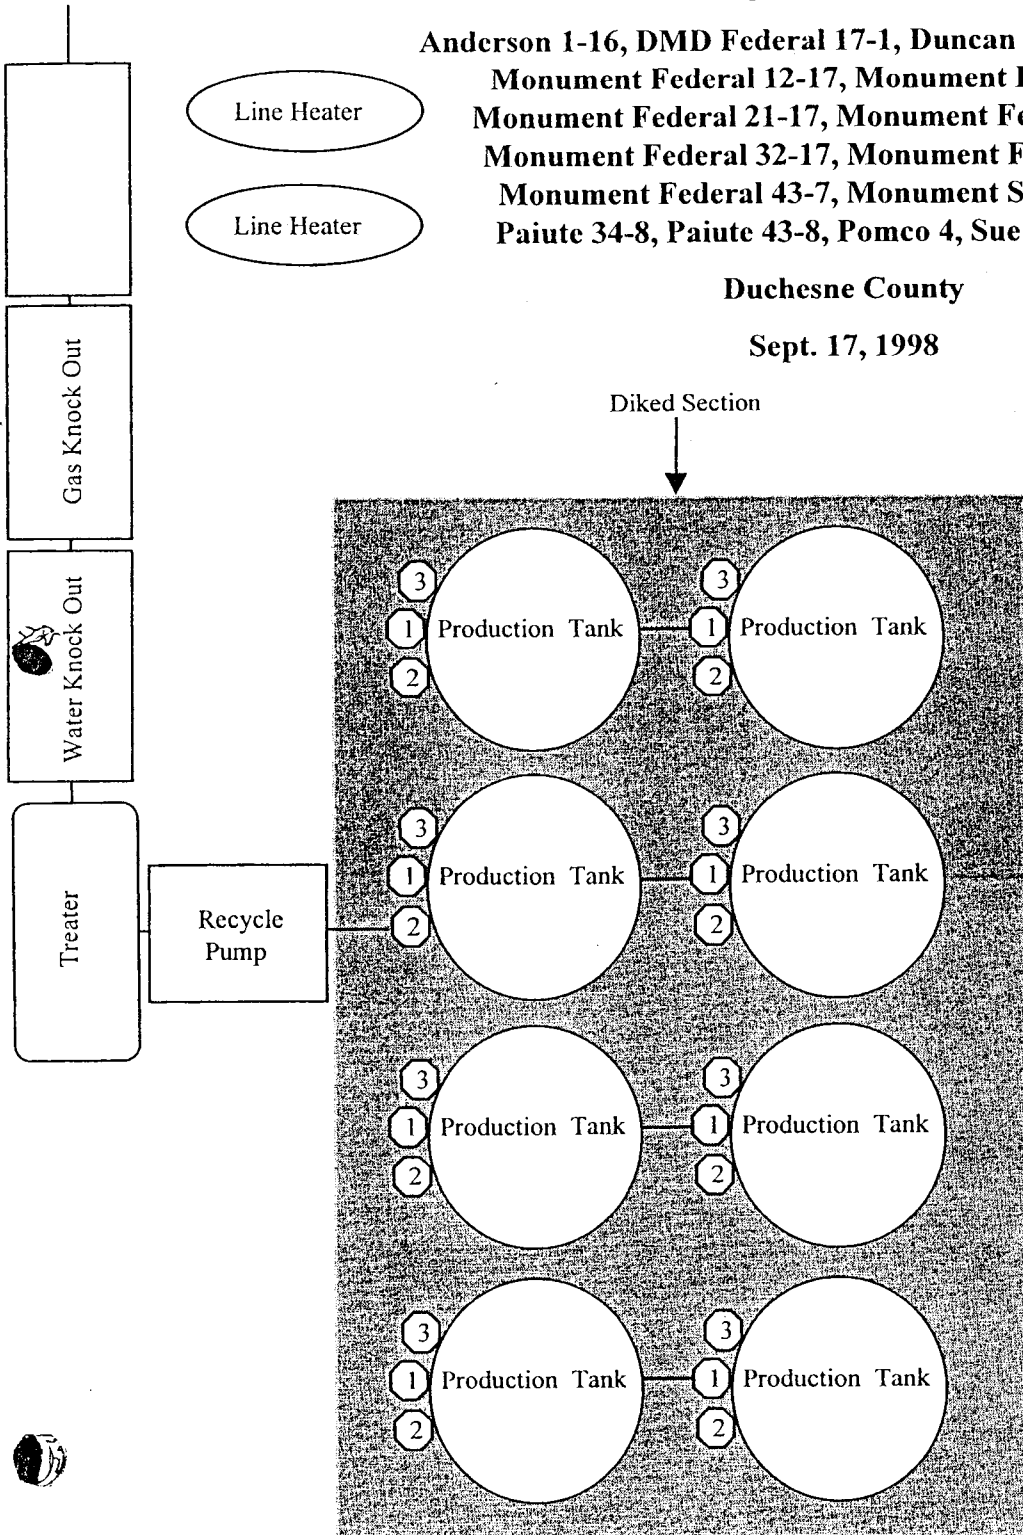 Anderson 1-16, DMD Federal 17-1, Duncan
Monument Federal 12-17, Monument
Monument Federal 21-17, Monument
Monument Federal 32-17, Monument
Monument Federal 43-7, Monument
Paiute 34-8, Paiute 43-8, Pomco 4, Sue
Duchesne County
Sept. 17, 1998
Line Heater
Line Heater
Gas Knock Out
Water Knock Out
Treater
Recycle
Pump
Diked Section
3
1
2
Production Tank
3
1
2
Production Tank
3
1
2
Production Tank
3
1
2
Production Tank
3
1
2
Production Tank
3
1
2
Production Tank
3
1
2
Production Tank
3
1
2
Production Tank